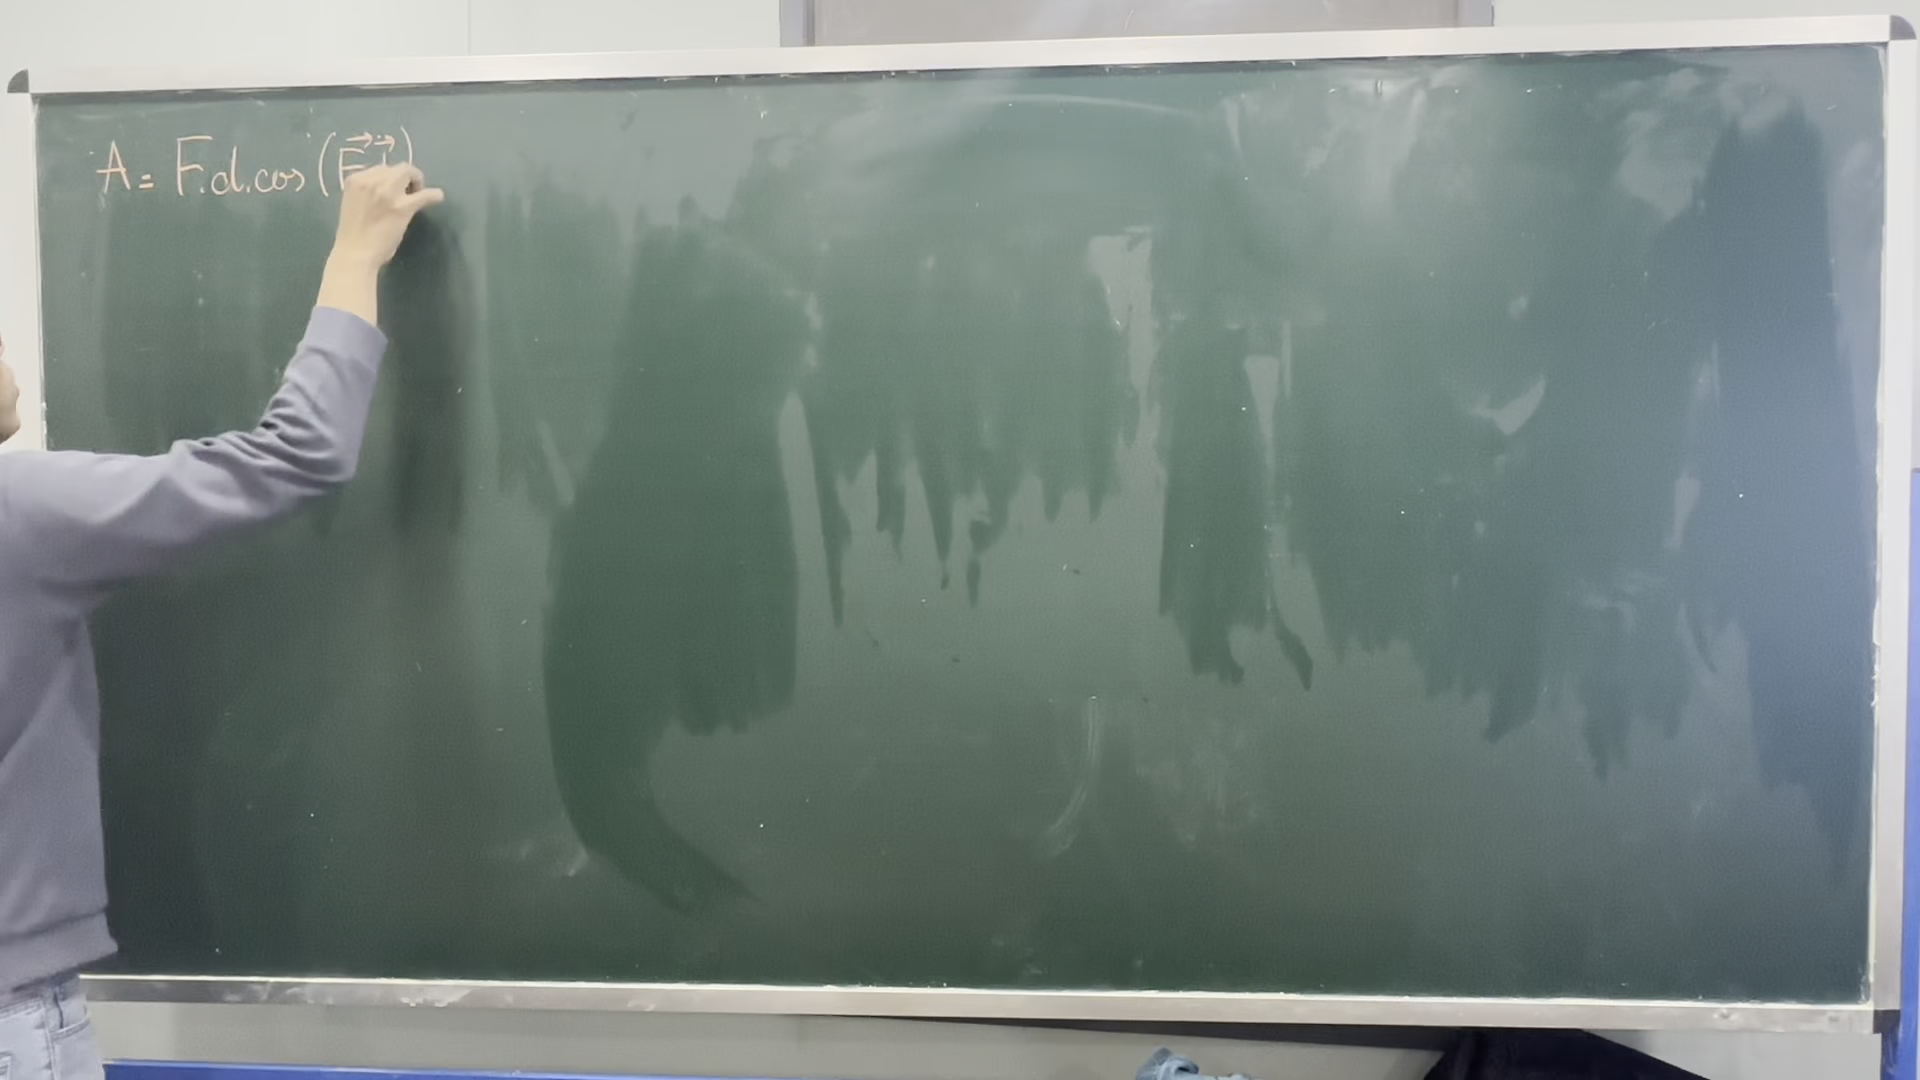 A = F.d.cos (F⃗, d⃗)